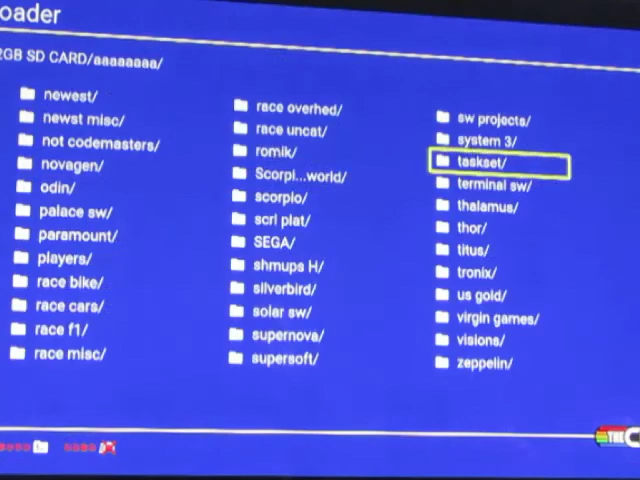 oader
2GB SD CARD/aaaaaaaa/
newest/
newst misc/
not codemasters/
novagen/
odin/
palace sw/
paramount/
players/
race bike/
race cars/
race f1/
race misc/
race overhed/
race uncat/
romik/
Scorpi...world/
scorpio/
scrl plat/
SEGA/
shmups H/
silverbird/
solar sw/
supernova/
supersoft/
sw projects/
system 3/
taskset/
terminal sw/
thalamus/
thor/
titus/
tronix/
us gold/
virgin games/
visions/
zeppelin/
THE C